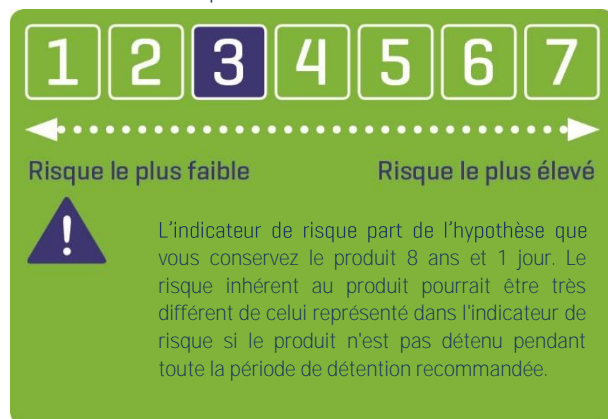 1 2 3 4 5 6 7
Risque le plus faible Risque le plus élevé
!
L'indicateur de risque part de l'hypothèse que
vous conservez le produit 8 ans et 1 jour. Le
risque inhérent au produit pourrait être très
différent de celui représenté dans l'indicateur de
risque si le produit n'est pas détenu pendant
toute la période de détention recommandée.